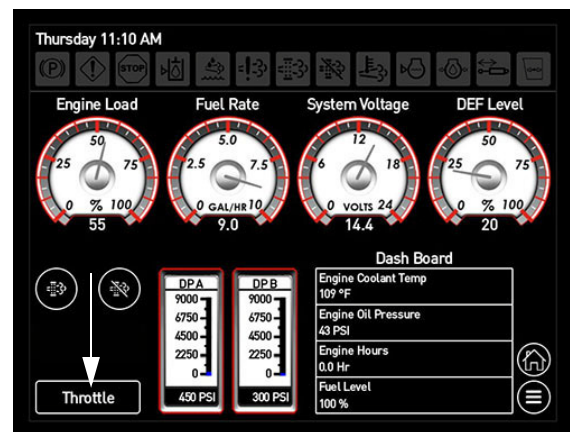 Thursday 11:10 AM
(P)
STOP
Engine Load
Fuel Rate
System Voltage
DEF Level
50
25 75
0 % 100
55
5.0
2.5 7.5
0 GAL/HR 10
9.0
12
6 18
0 VOLTS 24
14.4
50
25 75
0 % 100
20
Dash Board
DP A
9000
6750
4500
2250
0
450 PSI
DP B
9000
6750
4500
2250
0
300 PSI
Engine Coolant Temp
109 °F
Engine Oil Pressure
43 PSI
Engine Hours
0.0 Hr
Fuel Level
100 %
Throttle